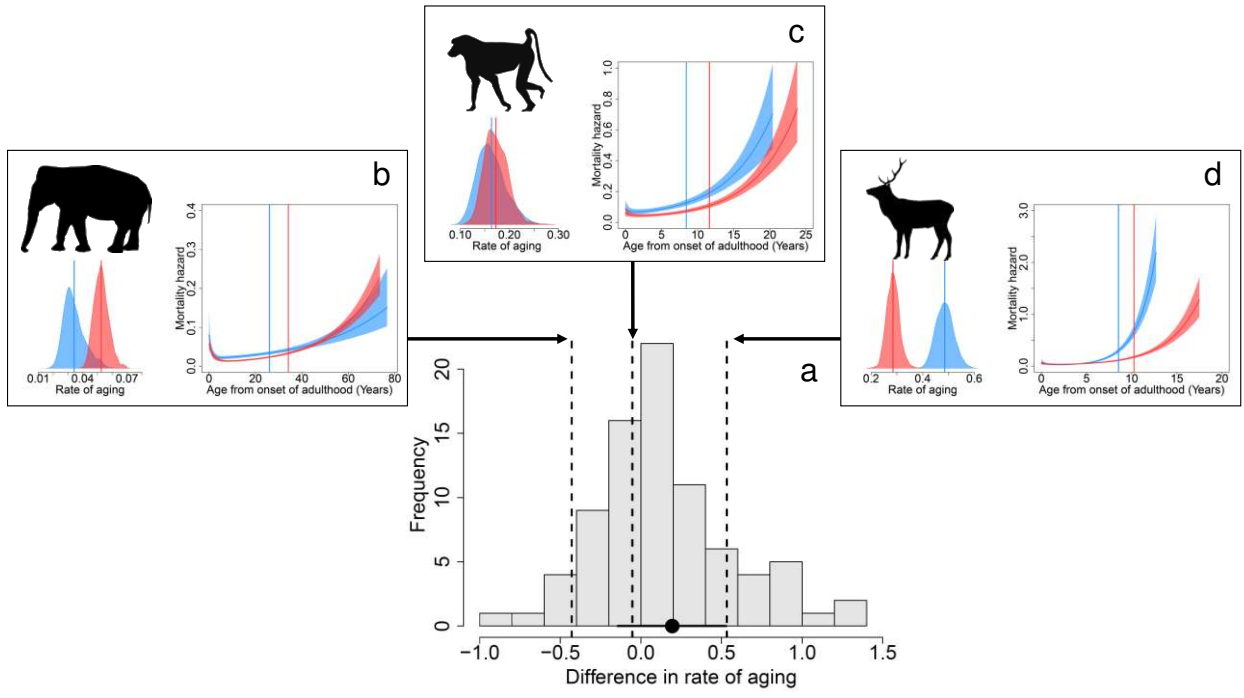 c
Mortality hazard
0.0 0.2 0.4 0.6 0.8 1.0
0 5 10 15 20 25
Age from onset of adulthood (Years)
0.10 0.20 0.30
Rate of aging
b
Mortality hazard
0.0 0.1 0.2 0.3 0.4
0 20 40 60 80
Age from onset of adulthood (Years)
0.01 0.04 0.07
Rate of aging
d
Mortality hazard
0.0 1.0 2.0 3.0
0 5 10 15 20
Age from onset of adulthood (Years)
0.2 0.4 0.6
Rate of aging
a
Frequency
0 5 10 15 20
−1.0 −0.5 0.0 0.5 1.0 1.5
Difference in rate of aging